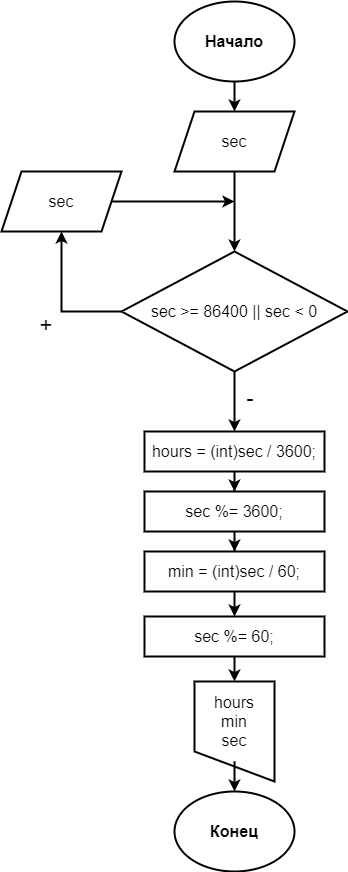 Начало
sec
sec
sec >= 86400 || sec < 0
+
-
hours = (int)sec / 3600;
sec %= 3600;
min = (int)sec / 60;
sec %= 60;
hours
min
sec
Конец